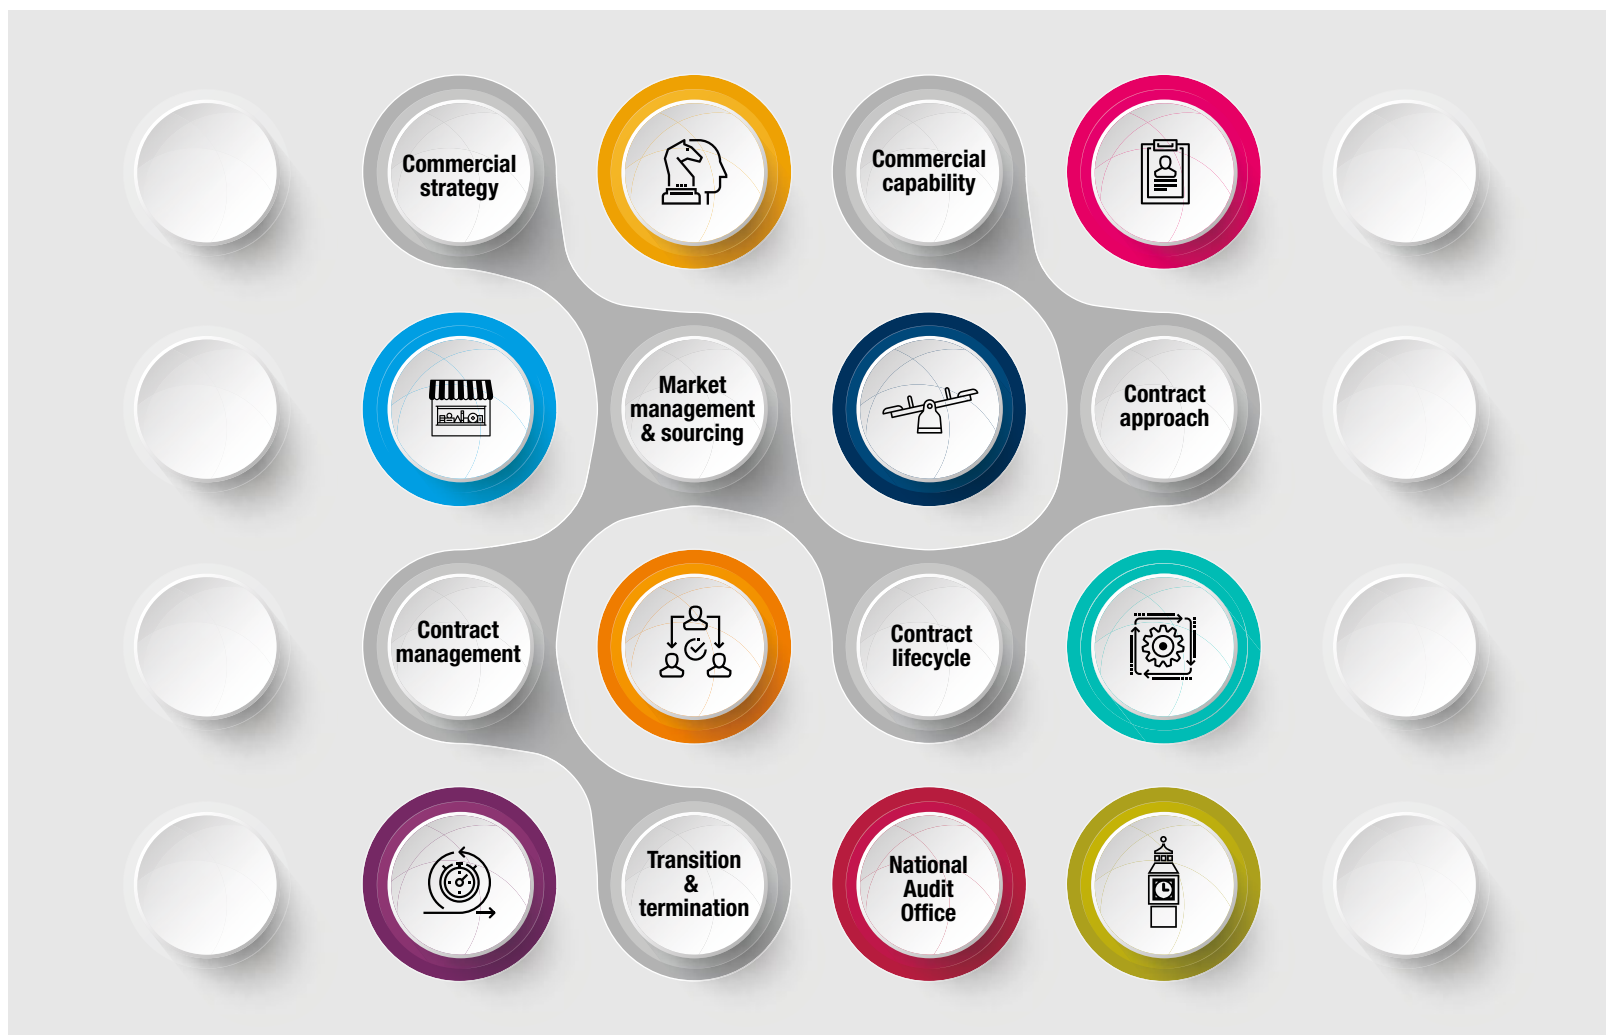 Commercial
strategy
Commercial
capability
Market
management
& sourcing
Contract
approach
Contract
management
Contract
lifecycle
Transition
&
termination
National
Audit
Office